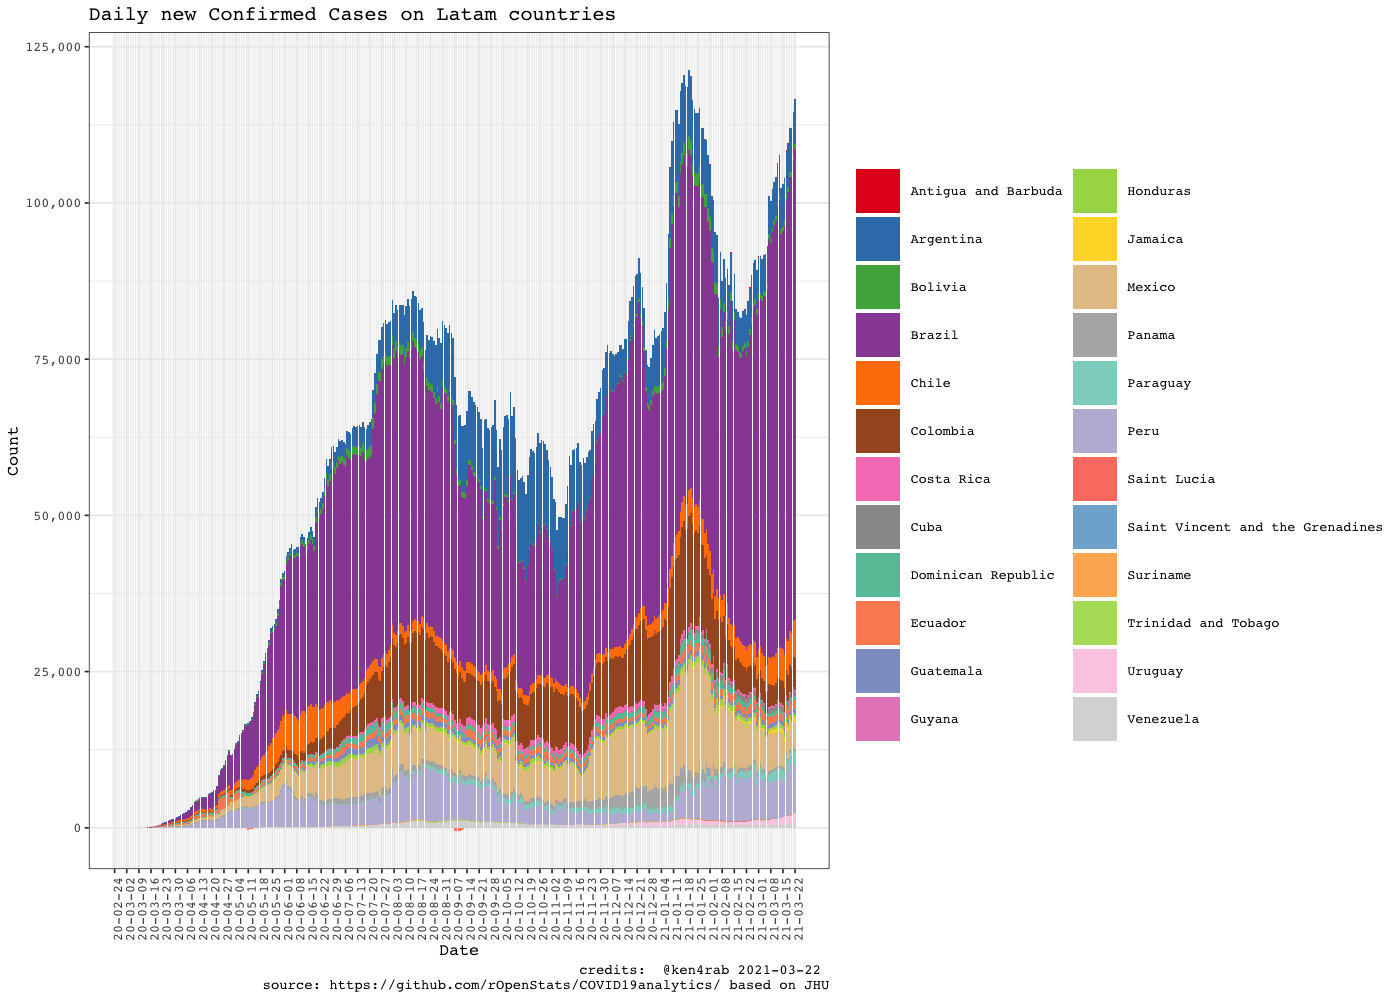 Daily new Confirmed Cases on Latam countries
Count
125,000
100,000
75,000
50,000
25,000
0
20-02-24
20-03-02
20-03-09
20-03-16
20-03-23
20-03-30
20-04-06
20-04-13
20-04-20
20-04-27
20-05-04
20-05-11
20-05-18
20-05-25
20-06-01
20-06-08
20-06-15
20-06-22
20-06-29
20-07-06
20-07-13
20-07-20
20-07-27
20-08-03
20-08-10
20-08-17
20-08-24
20-08-31
20-09-07
20-09-14
20-09-21
20-09-28
20-10-05
20-10-12
20-10-19
20-10-26
20-11-02
20-11-09
20-11-16
20-11-23
20-11-30
20-12-07
20-12-14
20-12-21
20-12-28
21-01-04
21-01-11
21-01-18
21-01-25
21-02-01
21-02-08
21-02-15
21-02-22
21-03-01
21-03-08
21-03-15
21-03-22
Date
Antigua and Barbuda
Argentina
Bolivia
Brazil
Chile
Colombia
Costa Rica
Cuba
Dominican Republic
Ecuador
Guatemala
Guyana
Honduras
Jamaica
Mexico
Panama
Paraguay
Peru
Saint Lucia
Saint Vincent and the Grenadines
Suriname
Trinidad and Tobago
Uruguay
Venezuela
credits:  @ken4rab 2021-03-22
source: https://github.com/rOpenStats/COVID19analytics/ based on JHU